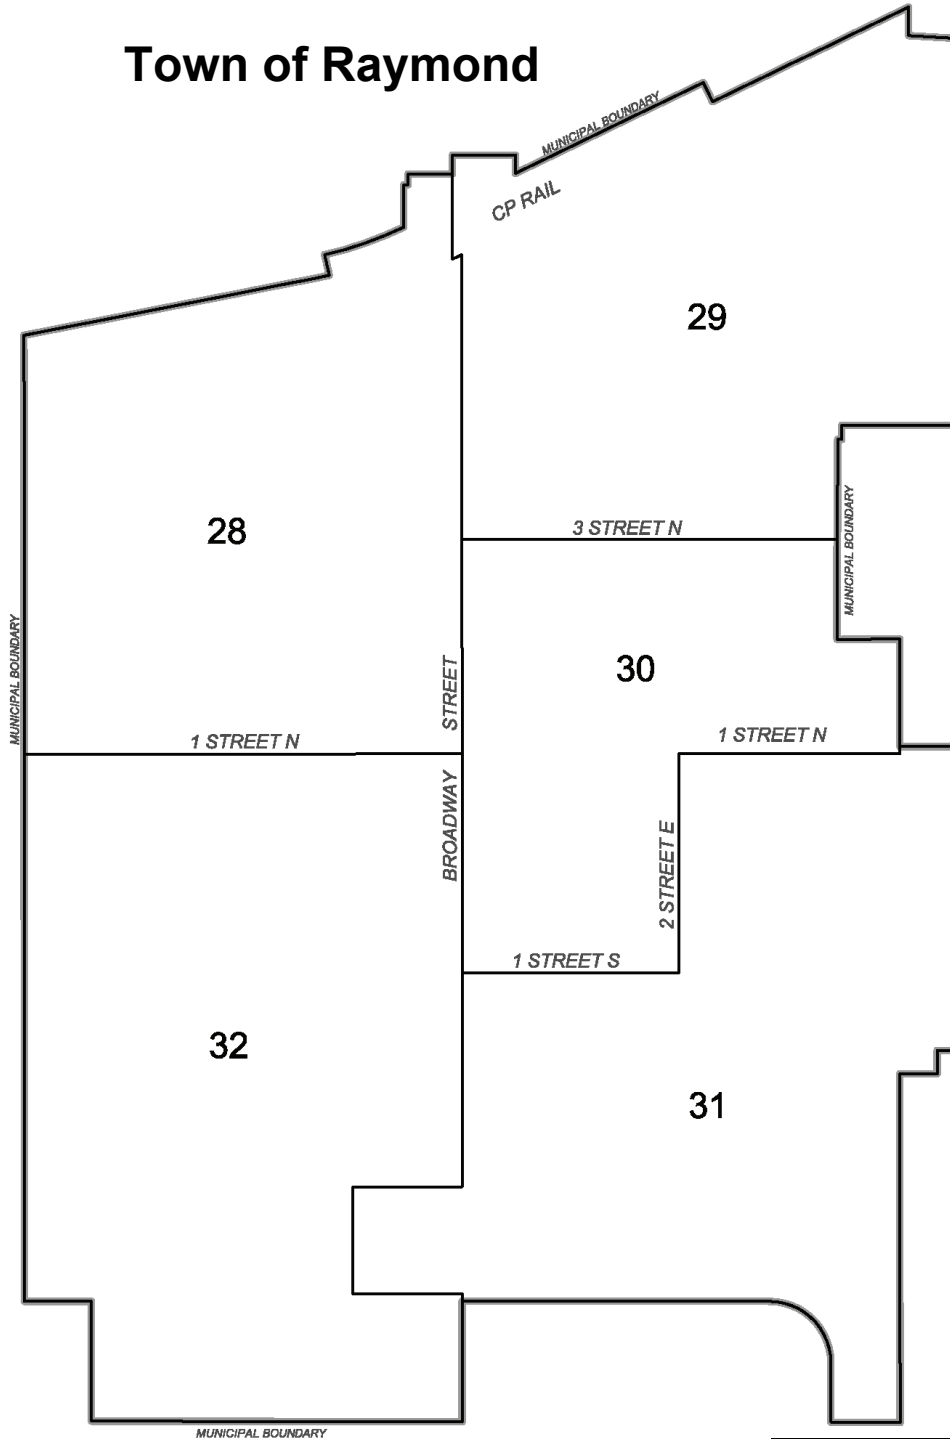 Town of Raymond
MUNICIPAL BOUNDARY
CP RAIL
29
MUNICIPAL BOUNDARY
28
3 STREET N
MUNICIPAL BOUNDARY
30
STREET
1 STREET N
1 STREET N
BROADWAY
2 STREET E
1 STREET S
32
31
MUNICIPAL BOUNDARY